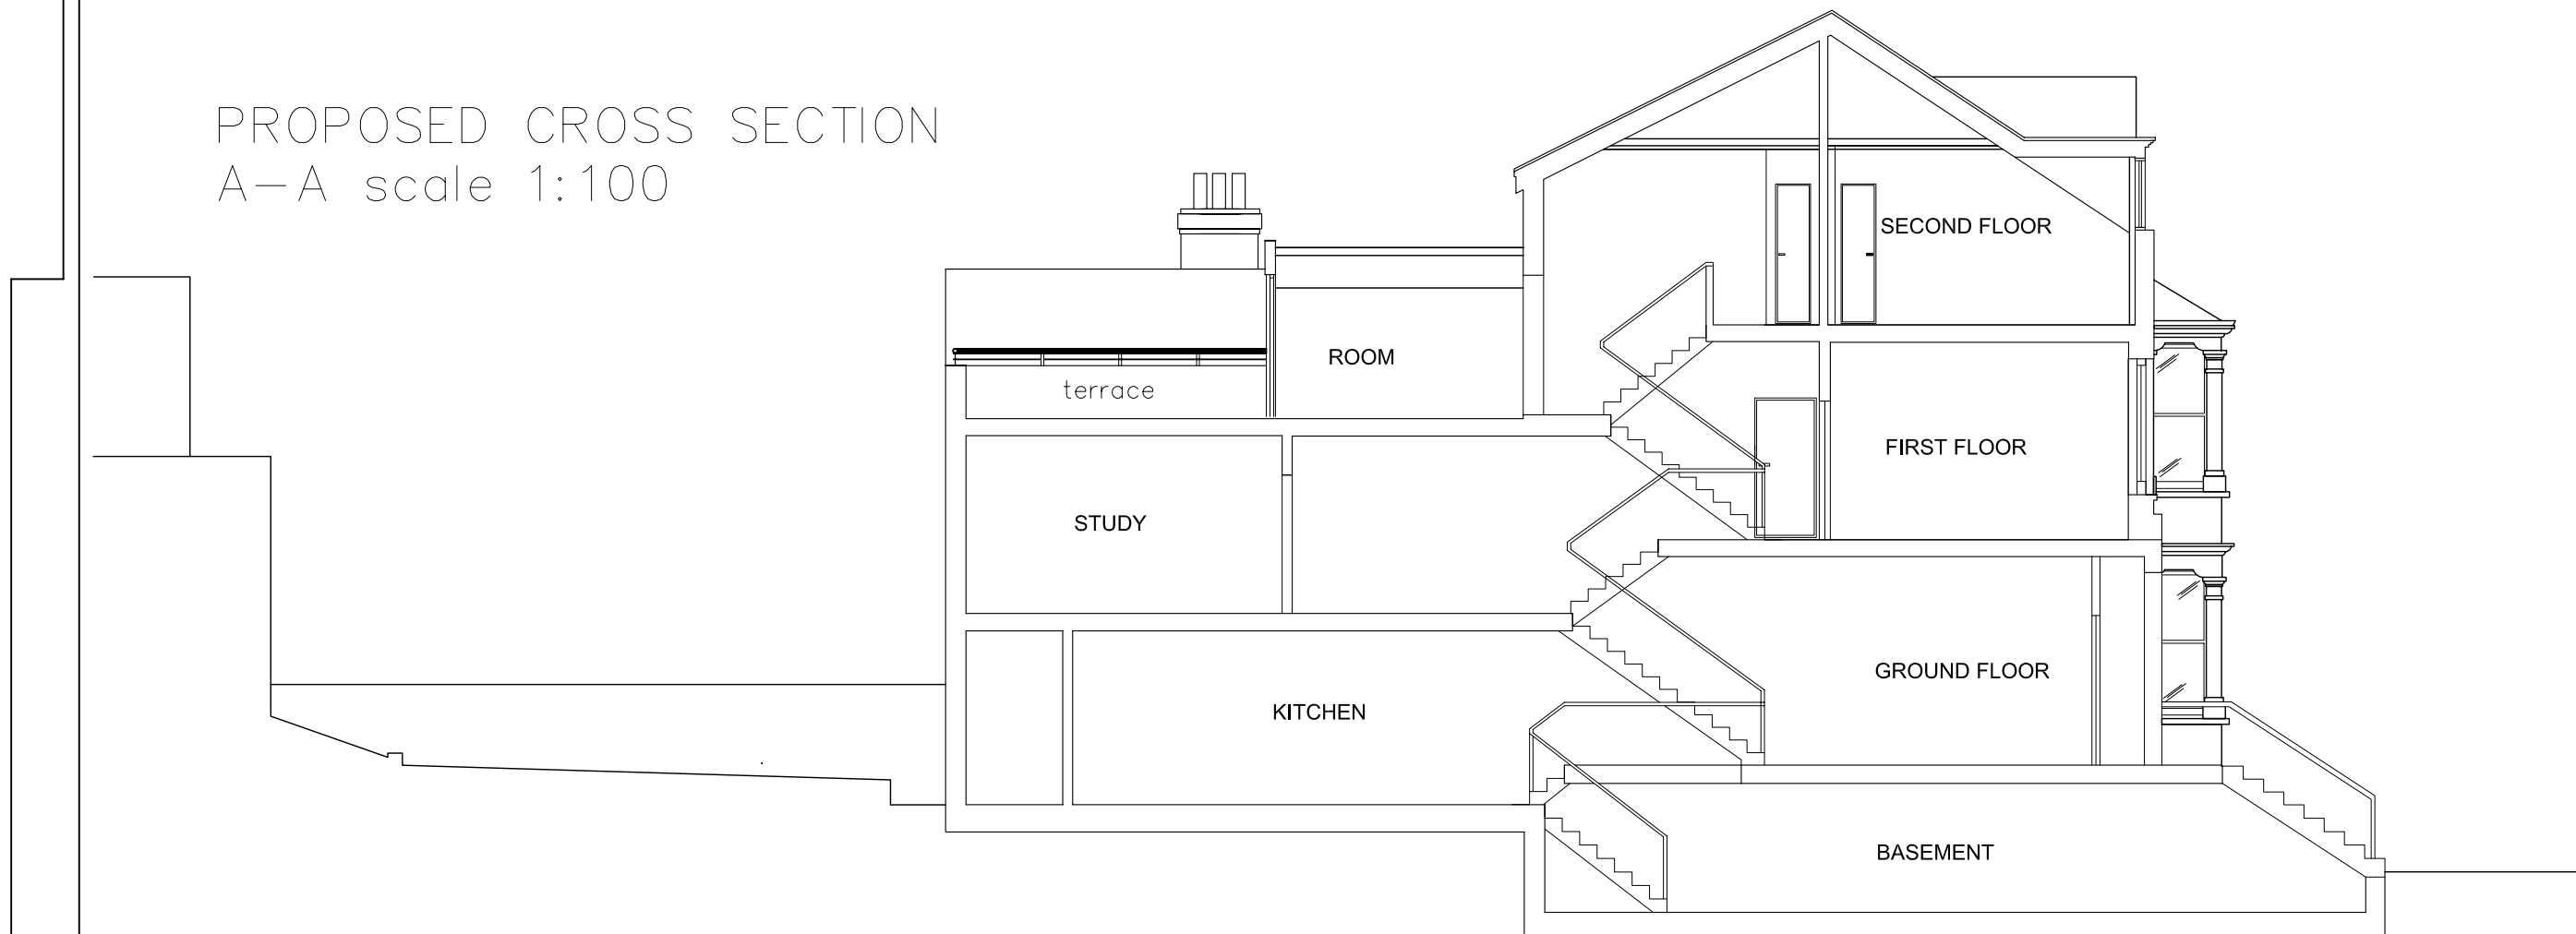 PROPOSED CROSS SECTION
A-A scale 1:100
SECOND FLOOR
ROOM
terrace
FIRST FLOOR
STUDY
GROUND FLOOR
KITCHEN
BASEMENT